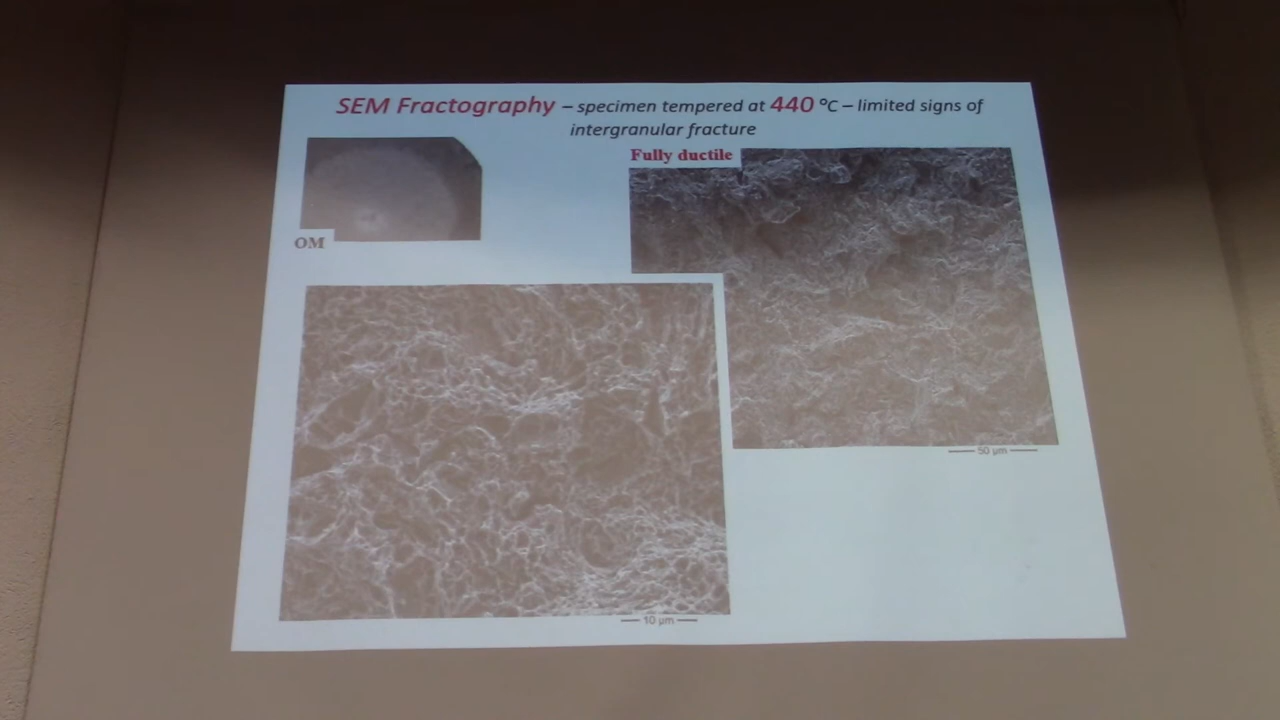 SEM Fractography – specimen tempered at 440 °C – limited signs of
intergranular fracture
Fully ductile
OM
50 µm
10 µm